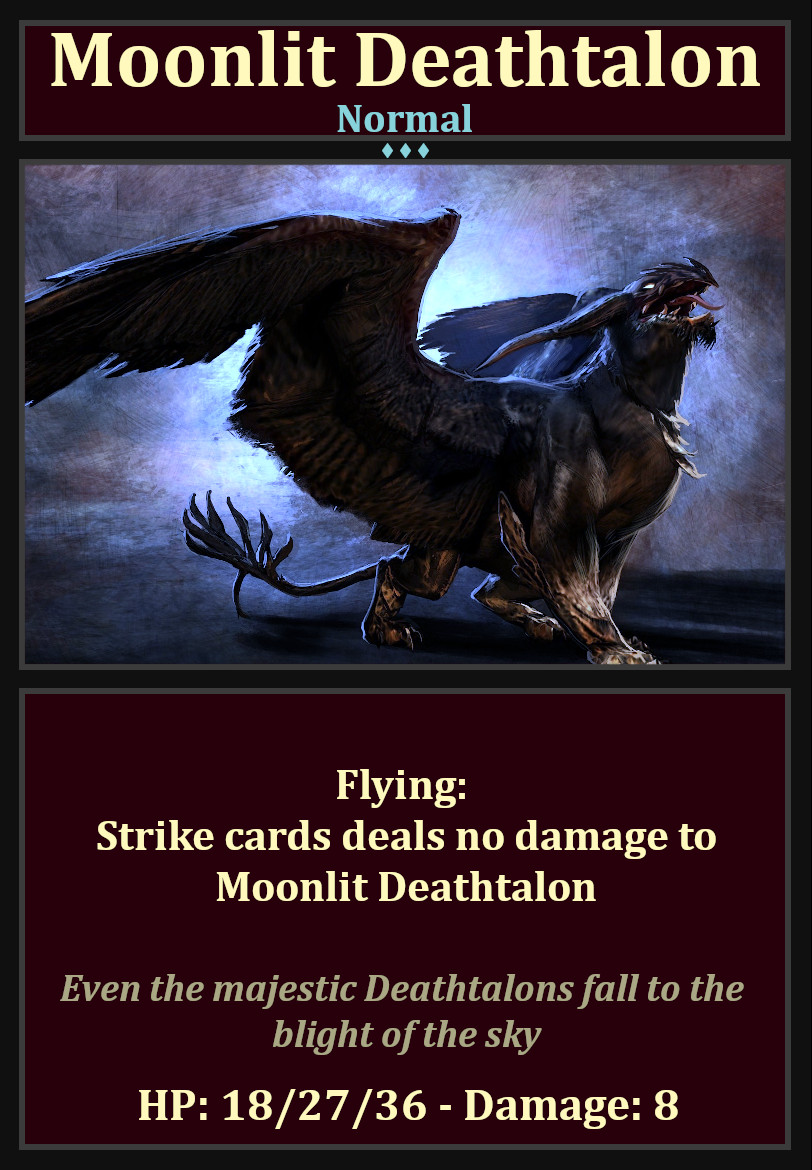 Moonlit Deathtalon
Normal
♦♦♦
Flying:
Strike cards deals no damage to
Moonlit Deathtalon
Even the majestic Deathtalons fall to the
blight of the sky
HP: 18/27/36 - Damage: 8